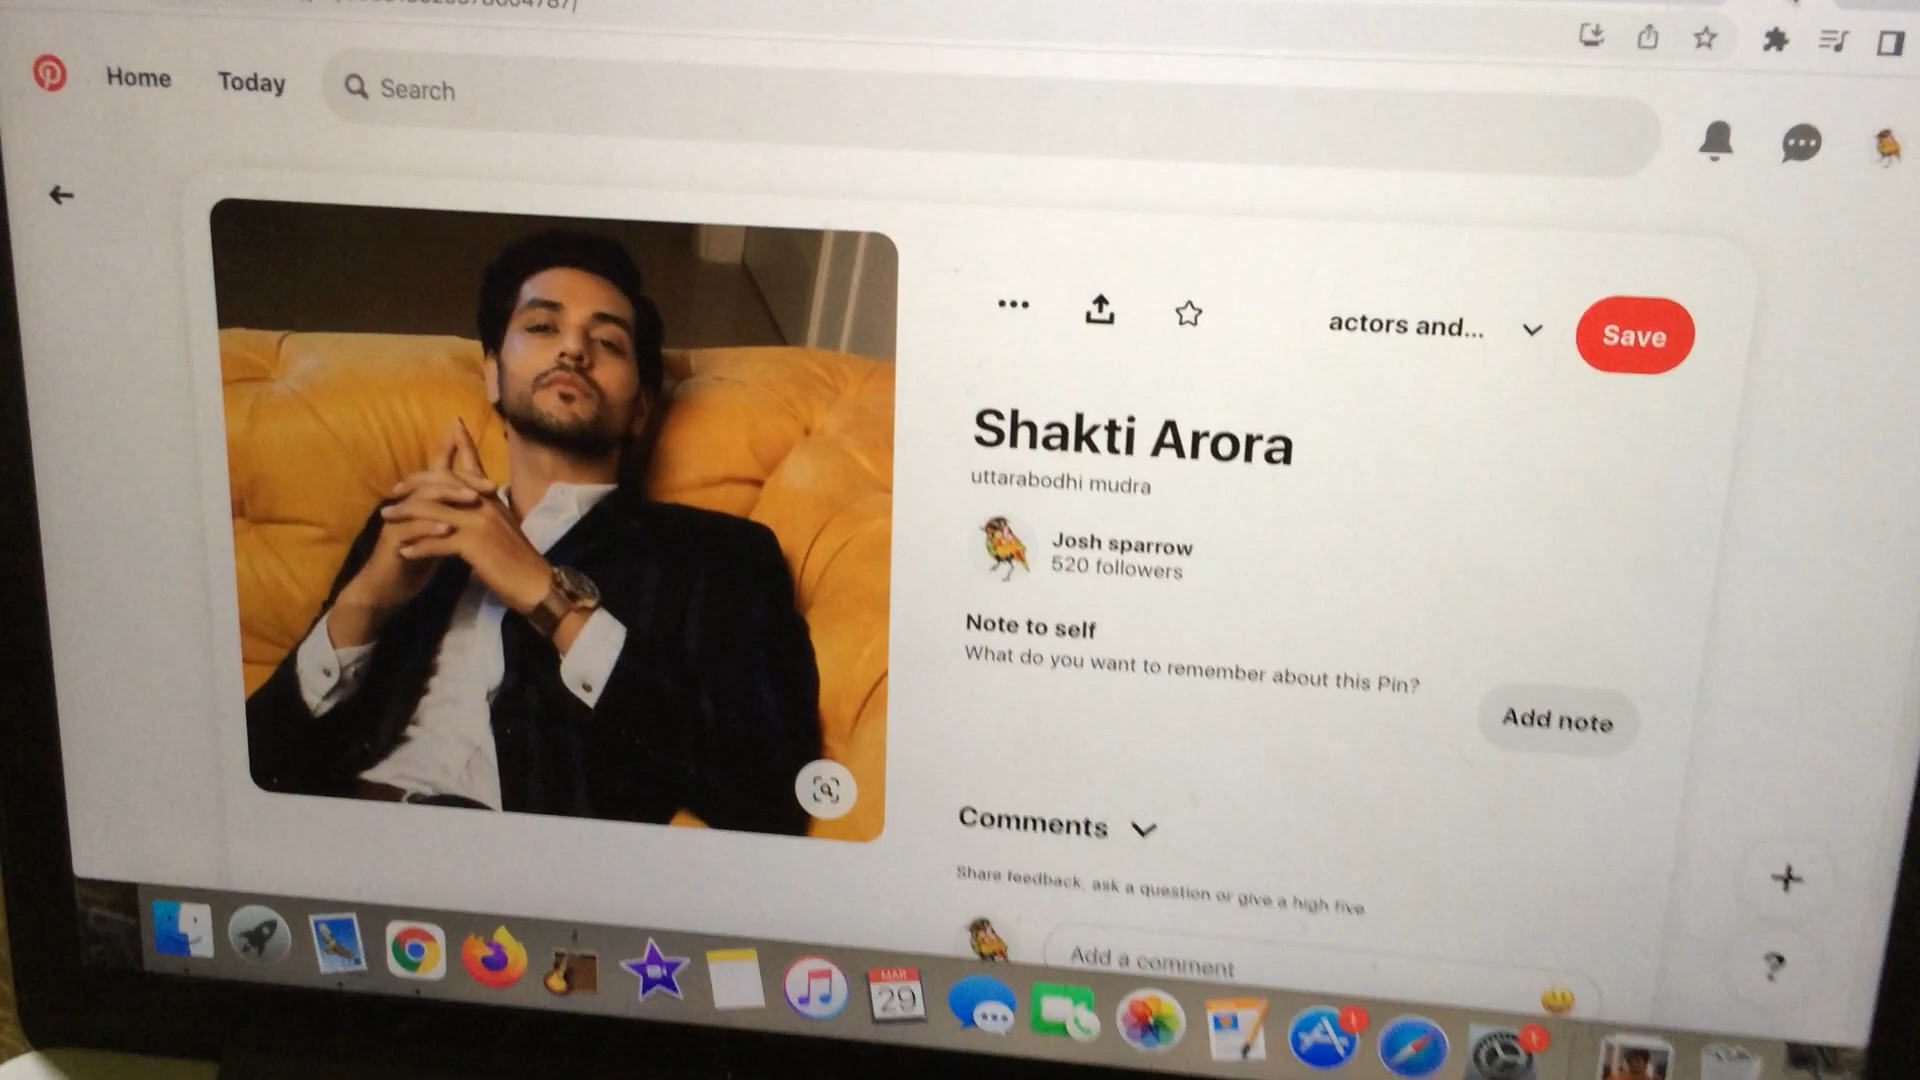 Home
Today
Search
actors and...
Save
Shakti Arora
uttarabodhi mudra
Josh sparrow
520 followers
Note to self
What do you want to remember about this Pin?
Add note
Comments
Share feedback, ask a question or give a high five
Add a comment
?
MAR
29
1
1